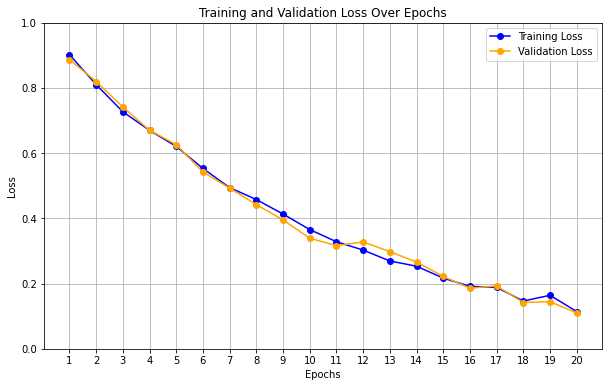 Training and Validation Loss Over Epochs
Training Loss
Validation Loss
Loss
1.0
0.8
0.6
0.4
0.2
0.0
1 2 3 4 5 6 7 8 9 10 11 12 13 14 15 16 17 18 19 20
Epochs